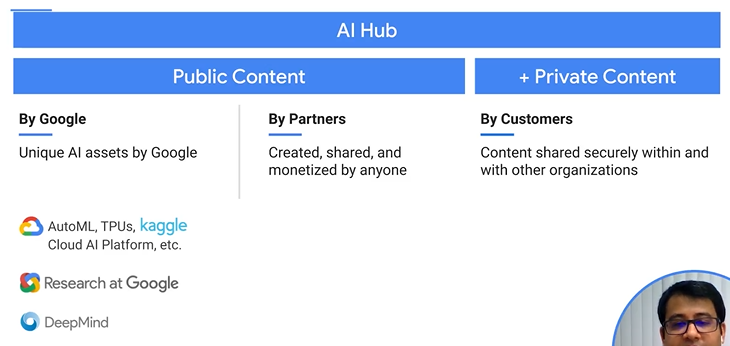 AI Hub
Public Content
+ Private Content
By Google
Unique AI assets by Google
By Partners
Created, shared, and
monetized by anyone
By Customers
Content shared securely within and
with other organizations
AutoML, TPUs, kaggle
Cloud AI Platform, etc.
Research at Google
DeepMind